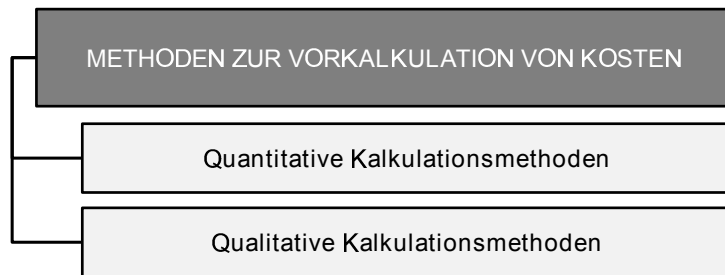 METHODEN ZUR VORKALKULATION VON KOSTEN
Quantitative Kalkulationsmethoden
Qualitative Kalkulationsmethoden